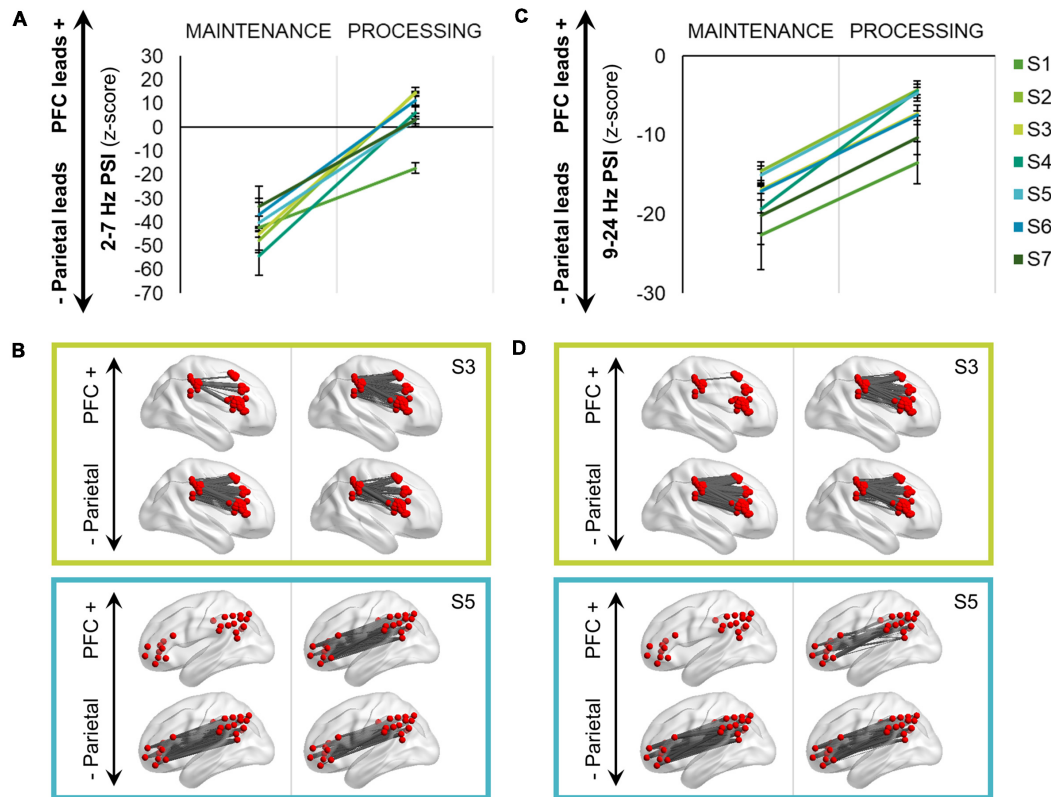 A
- Parietal leads    PFC leads +
2-7 Hz PSI (z-score)
MAINTENANCE PROCESSING
30
20
10
0
-10
-20
-30
-40
-50
-60
-70
C
- Parietal leads    PFC leads +
9-24 Hz PSI (z-score)
MAINTENANCE PROCESSING
0
-10
-20
-30
S1
S2
S3
S4
S5
S6
S7
B
- Parietal    PFC +
S3
- Parietal    PFC +
S5
D
- Parietal    PFC +
S3
- Parietal    PFC +
S5